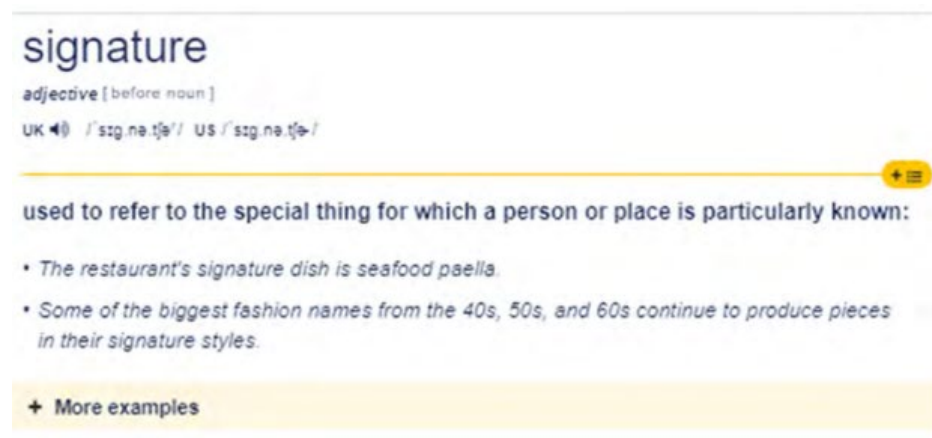 signature
adjective [ before noun ]
UK /ˈsɪɡ.nə.tʃəʳ/ US /ˈsɪɡ.nə.tʃɚ/
used to refer to the special thing for which a person or place is particularly known:
• The restaurant's signature dish is seafood paella.
• Some of the biggest fashion names from the 40s, 50s, and 60s continue to produce pieces
in their signature styles.
+ More examples